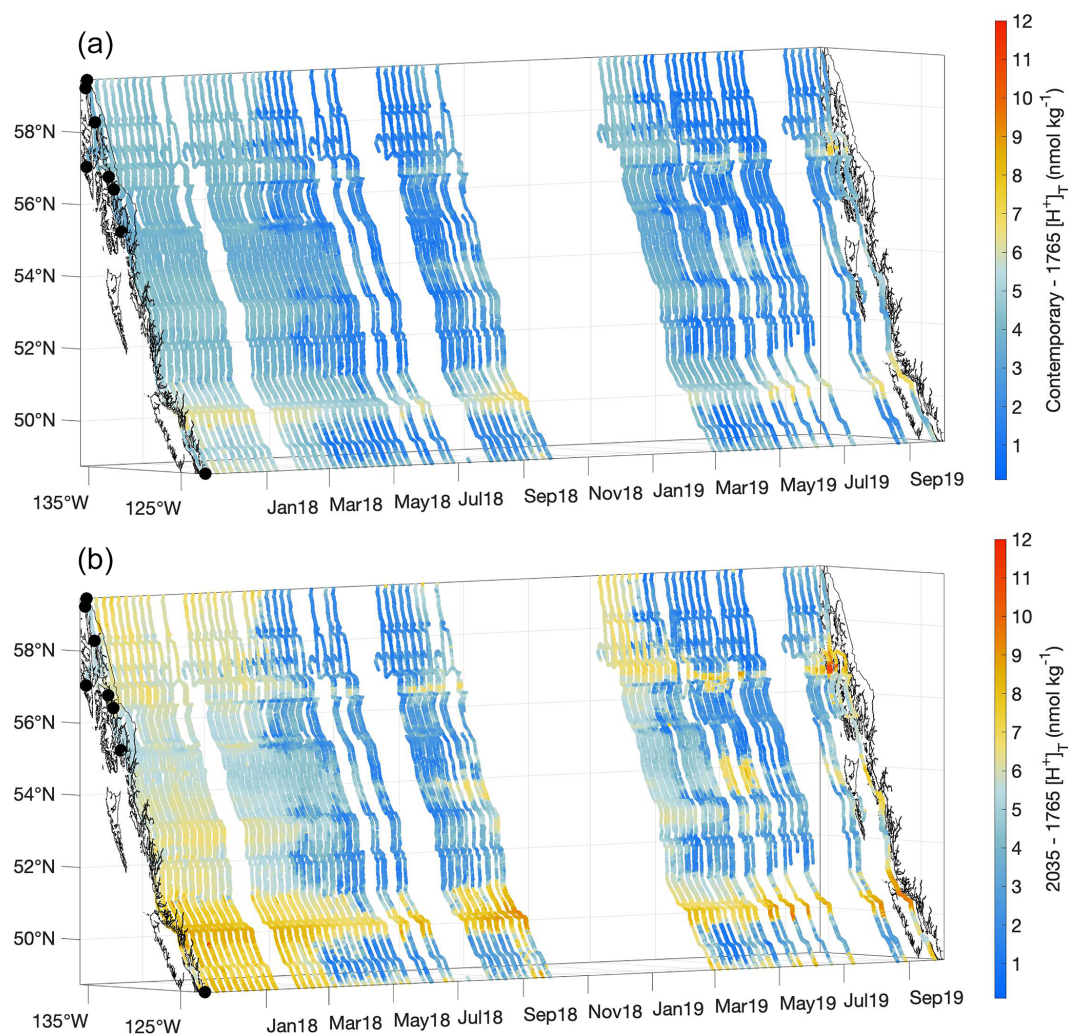 (a)
58°N
56°N
54°N
52°N
50°N
135°W
125°W
Jan18 Mar18 May18 Jul18 Sep18 Nov18 Jan19 Mar19 May19 Jul19 Sep19
12
11
10
9
8
7
6
5
4
3
2
1
Contemporary - 1765 [H⁺]T (nmol kg⁻¹)
(b)
58°N
56°N
54°N
52°N
50°N
135°W
125°W
Jan18 Mar18 May18 Jul18 Sep18 Nov18 Jan19 Mar19 May19 Jul19 Sep19
12
11
10
9
8
7
6
5
4
3
2
1
2035 - 1765 [H⁺]T (nmol kg⁻¹)